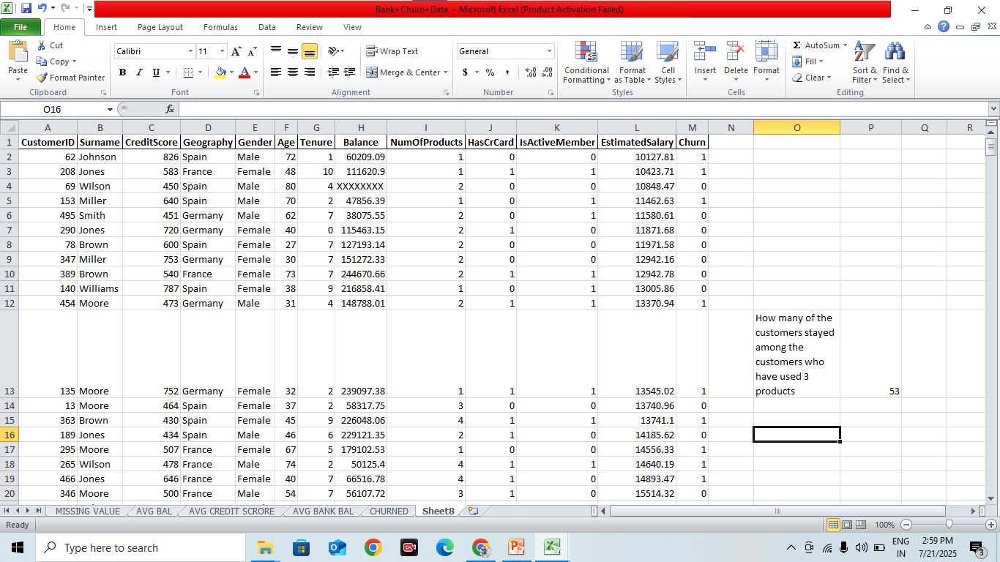 Bank+Churn+Data - Microsoft Excel (Product Activation Failed)
File Home Insert Page Layout Formulas Data Review View
Paste Cut Copy Format Painter Clipboard
Calibri 11 A A B I U A Font
Wrap Text Merge & Center Alignment
General $ % , Number
Conditional Formatting Format as Table Cell Styles Styles
Insert Delete Format Cells
Σ AutoSum Fill Clear Sort & Filter Find & Select Editing
O16 fx
A B C D E F G H I J K L M N O P Q R
1 CustomerID Surname CreditScore Geography Gender Age Tenure Balance NumOfProducts HasCrCard IsActiveMember EstimatedSalary Churn
2 62 Johnson 826 Spain Male 72 1 60209.09 1 0 0 10127.81 1
3 208 Jones 583 France Female 48 10 111620.9 1 1 1 10423.71 1
4 69 Wilson 450 Spain Male 80 4 XXXXXXXX 2 0 0 10848.47 0
5 153 Miller 640 Spain Male 70 2 47856.39 1 0 1 11462.63 1
6 495 Smith 451 Germany Male 62 7 38075.55 2 0 1 11580.61 0
7 290 Jones 720 Germany Female 40 0 115463.15 2 1 0 11871.68 0
8 78 Brown 600 Spain Female 27 7 127193.14 2 0 0 11971.58 0
9 347 Miller 753 Germany Female 30 7 151272.33 2 0 0 12942.16 0
10 389 Brown 540 France Female 73 7 244670.66 2 1 1 12942.78 0
11 140 Williams 787 Spain Female 38 9 216858.41 1 0 1 13005.86 0
12 454 Moore 473 Germany Male 31 4 148788.01 2 1 1 13370.94 1
How many of the
customers stayed
among the
customers who
have used 3
13 135 Moore 752 Germany Female 32 2 239097.38 1 1 1 13545.02 1 products 53
14 13 Moore 464 Spain Female 37 2 58317.75 3 0 0 13740.96 0
15 363 Brown 430 Spain Female 45 9 226048.06 4 1 1 13741.1 1
16 189 Jones 434 Spain Male 46 6 229121.35 2 1 0 14185.62 0
17 295 Moore 507 France Female 67 5 179102.53 1 0 0 14556.33 1
18 265 Wilson 478 France Male 74 2 50125.4 4 1 1 14640.19 1
19 466 Jones 646 France Female 40 7 66516.78 4 1 0 14893.47 1
20 346 Moore 500 France Male 54 7 56107.72 3 1 0 15514.32 0
MISSING VALUE AVG BAL AVG CREDIT SCRORE AVG BANK BAL CHURNED Sheet8
Ready 100%
Type here to search ENG IN 2:59 PM 7/21/2025 3